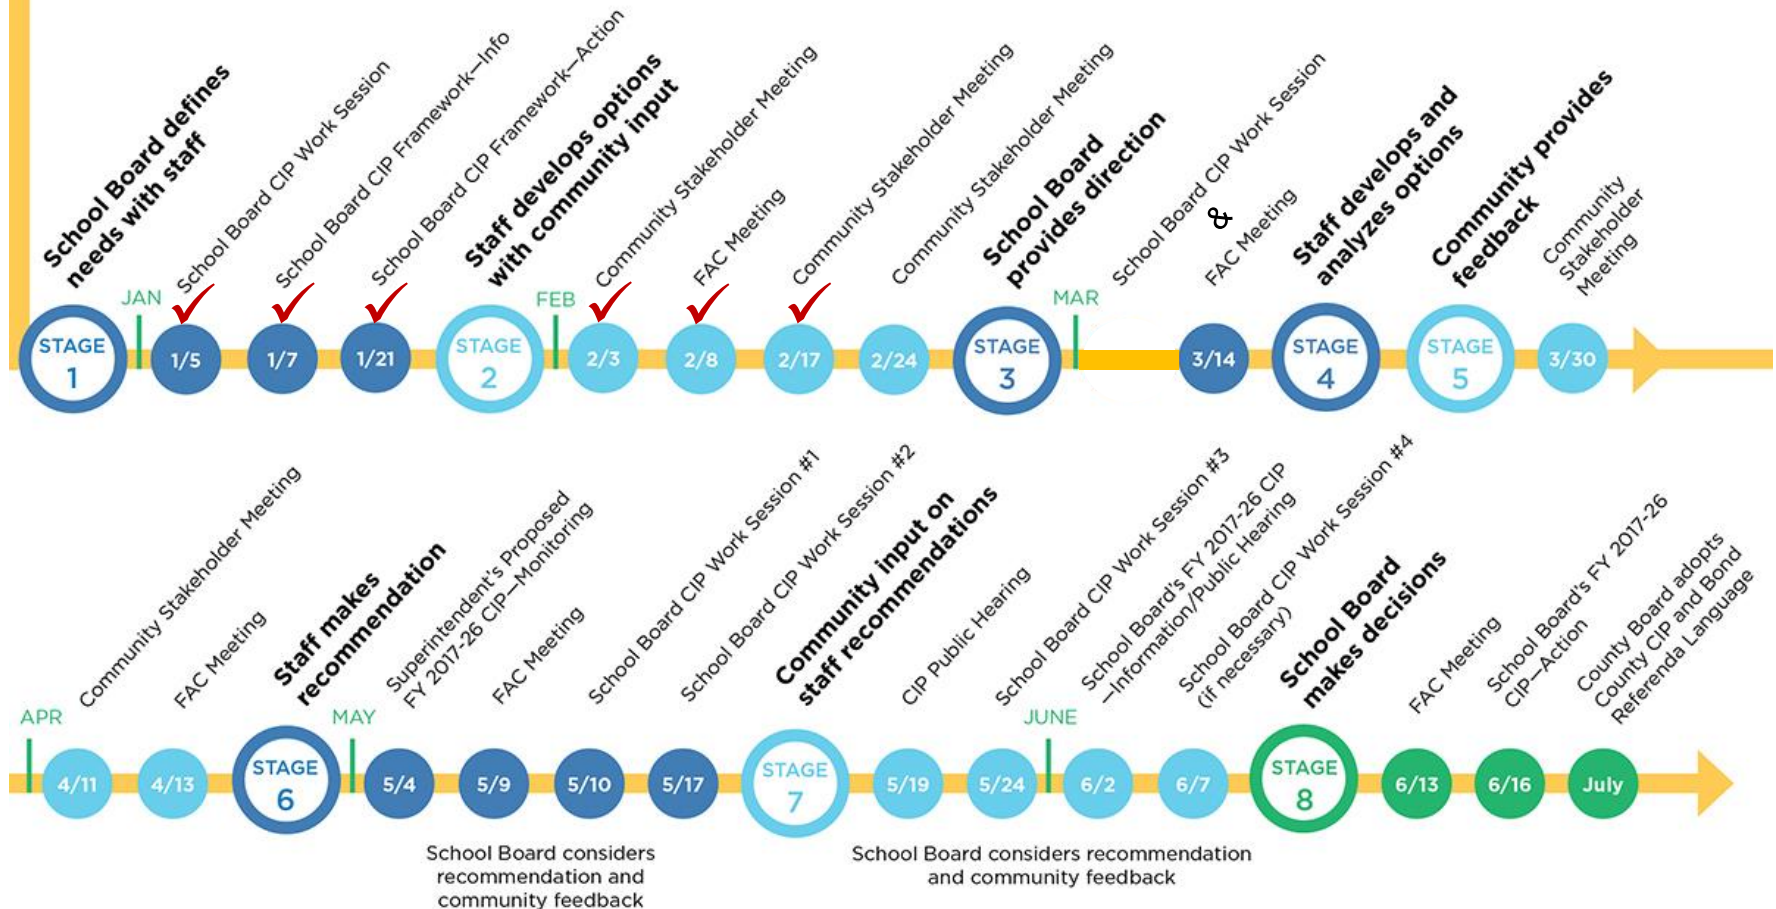 School Board defines
needs with staff
School Board CIP Work Session
School Board CIP Framework—Info
School Board CIP Framework—Action
Staff develops options
with community input
Community Stakeholder Meeting
FAC Meeting
Community Stakeholder Meeting
Community Stakeholder Meeting
School Board
provides direction
School Board CIP Work Session
&
FAC Meeting
Staff develops and
analyzes options
Community provides
feedback
Community
Stakeholder
Meeting
JAN
FEB
MAR
STAGE
1
1/5
1/7
1/21
STAGE
2
2/3
2/8
2/17
2/24
STAGE
3
3/14
STAGE
4
STAGE
5
3/30
Community Stakeholder Meeting
FAC Meeting
Staff makes
recommendation
Superintendent's Proposed
FY 2017-26 CIP—Monitoring
FAC Meeting
School Board CIP Work Session #1
School Board CIP Work Session #2
Community input on
staff recommendations
CIP Public Hearing
School Board CIP Work Session #3
School Board's FY 2017-26 CIP
—Information/Public Hearing
School Board CIP Work Session #4
(if necessary)
School Board
makes decisions
FAC Meeting
School Board's FY 2017-26
CIP—Action
County Board adopts
County CIP and Bond
Referenda Language
APR
MAY
JUNE
4/11
4/13
STAGE
6
5/4
5/9
5/10
5/17
STAGE
7
5/19
5/24
6/2
6/7
STAGE
8
6/13
6/16
July
School Board considers
recommendation and
community feedback
School Board considers recommendation
and community feedback